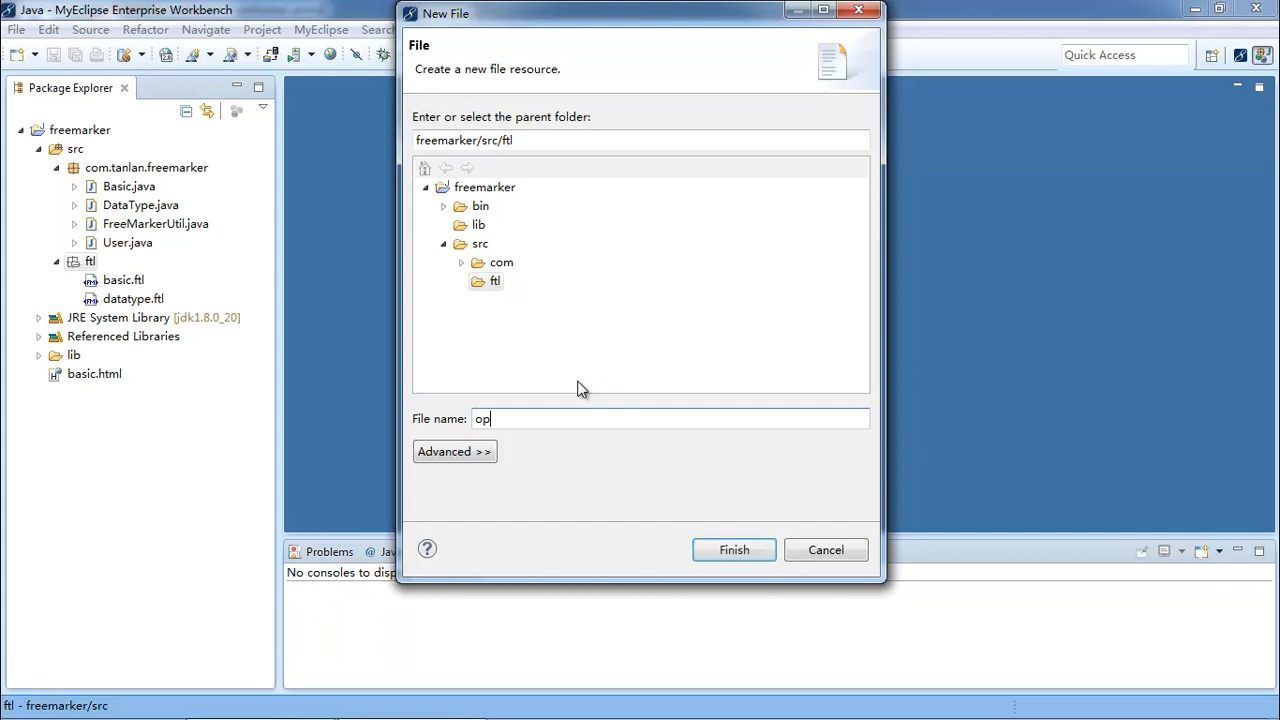 Java - MyEclipse Enterprise Workbench
File Edit Source Refactor Navigate Project MyEclipse Search
Quick Access
Package Explorer
freemarker
src
com.tanlan.freemarker
Basic.java
DataType.java
FreeMarkerUtil.java
User.java
ftl
basic.ftl
datatype.ftl
JRE System Library [jdk1.8.0_20]
Referenced Libraries
lib
basic.html
New File
File
Create a new file resource.
Enter or select the parent folder:
freemarker/src/ftl
freemarker
bin
lib
src
com
ftl
File name: op
Advanced >>
Finish Cancel
Problems @ Jav
No consoles to disp
ftl - freemarker/src